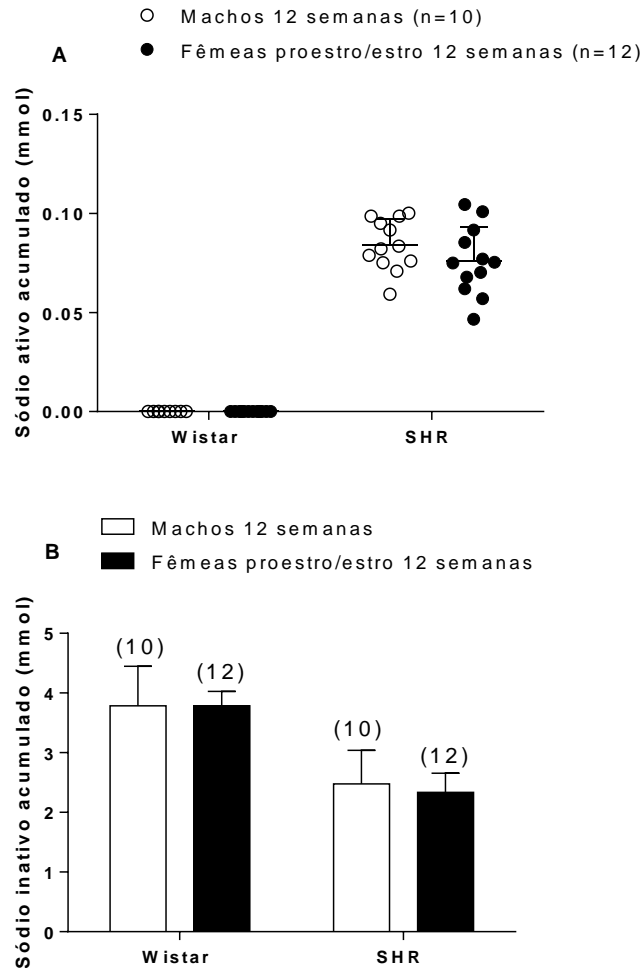 Machos 12 semanas (n=10)
A
Fêmeas proestro/estro 12 semanas (n=12)
Sódio ativo acumulado (mmol)
0.15
0.10
0.05
0.00
Wistar
SHR
Machos 12 semanas
B
Fêmeas proestro/estro 12 semanas
Sódio inativo acumulado (mmol)
5
4
3
2
1
0
(10)
(12)
(10)
(12)
Wistar
SHR